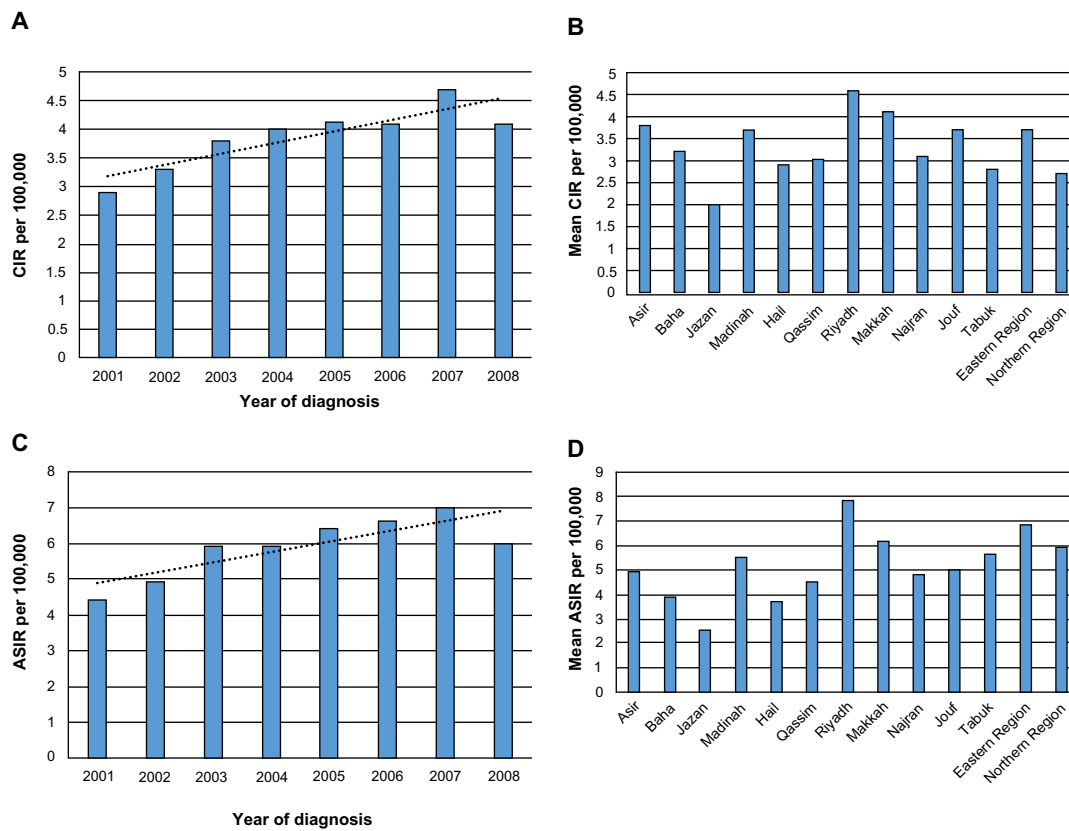 A
CIR per 100,000
5
4.5
4
3.5
3
2.5
2
1.5
1
0.5
0
2001 2002 2003 2004 2005 2006 2007 2008
Year of diagnosis
B
Mean CIR per 100,000
5
4.5
4
3.5
3
2.5
2
1.5
1
0.5
0
Asir
Baha
Jazan
Madinah
Hail
Qassim
Riyadh
Makkah
Najran
Jouf
Tabuk
Eastern Region
Northern Region
C
ASIR per 100,000
8
7
6
5
4
3
2
1
0
2001 2002 2003 2004 2005 2006 2007 2008
Year of diagnosis
D
Mean ASIR per 100,000
9
8
7
6
5
4
3
2
1
0
Asir
Baha
Jazan
Madinah
Hail
Qassim
Riyadh
Makkah
Najran
Jouf
Tabuk
Eastern Region
Northern Region